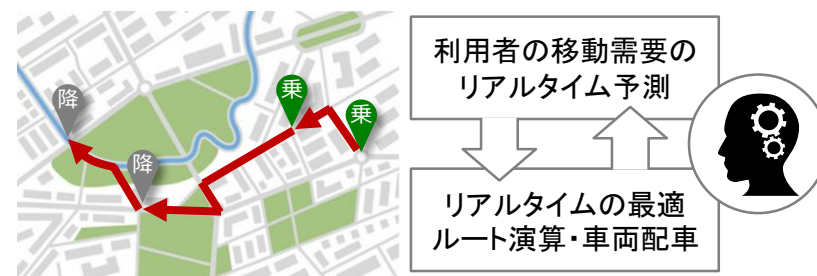 乗
乗
降
降
利用者の移動需要の
リアルタイム予測
リアルタイムの最適
ルート演算・車両配車